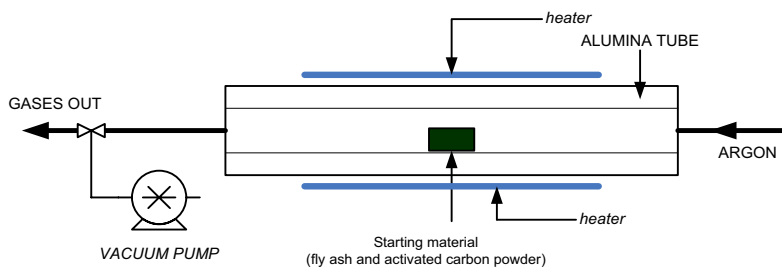 heater
ALUMINA TUBE
GASES OUT
ARGON
heater
VACUUM PUMP
Starting material
(fly ash and activated carbon powder)